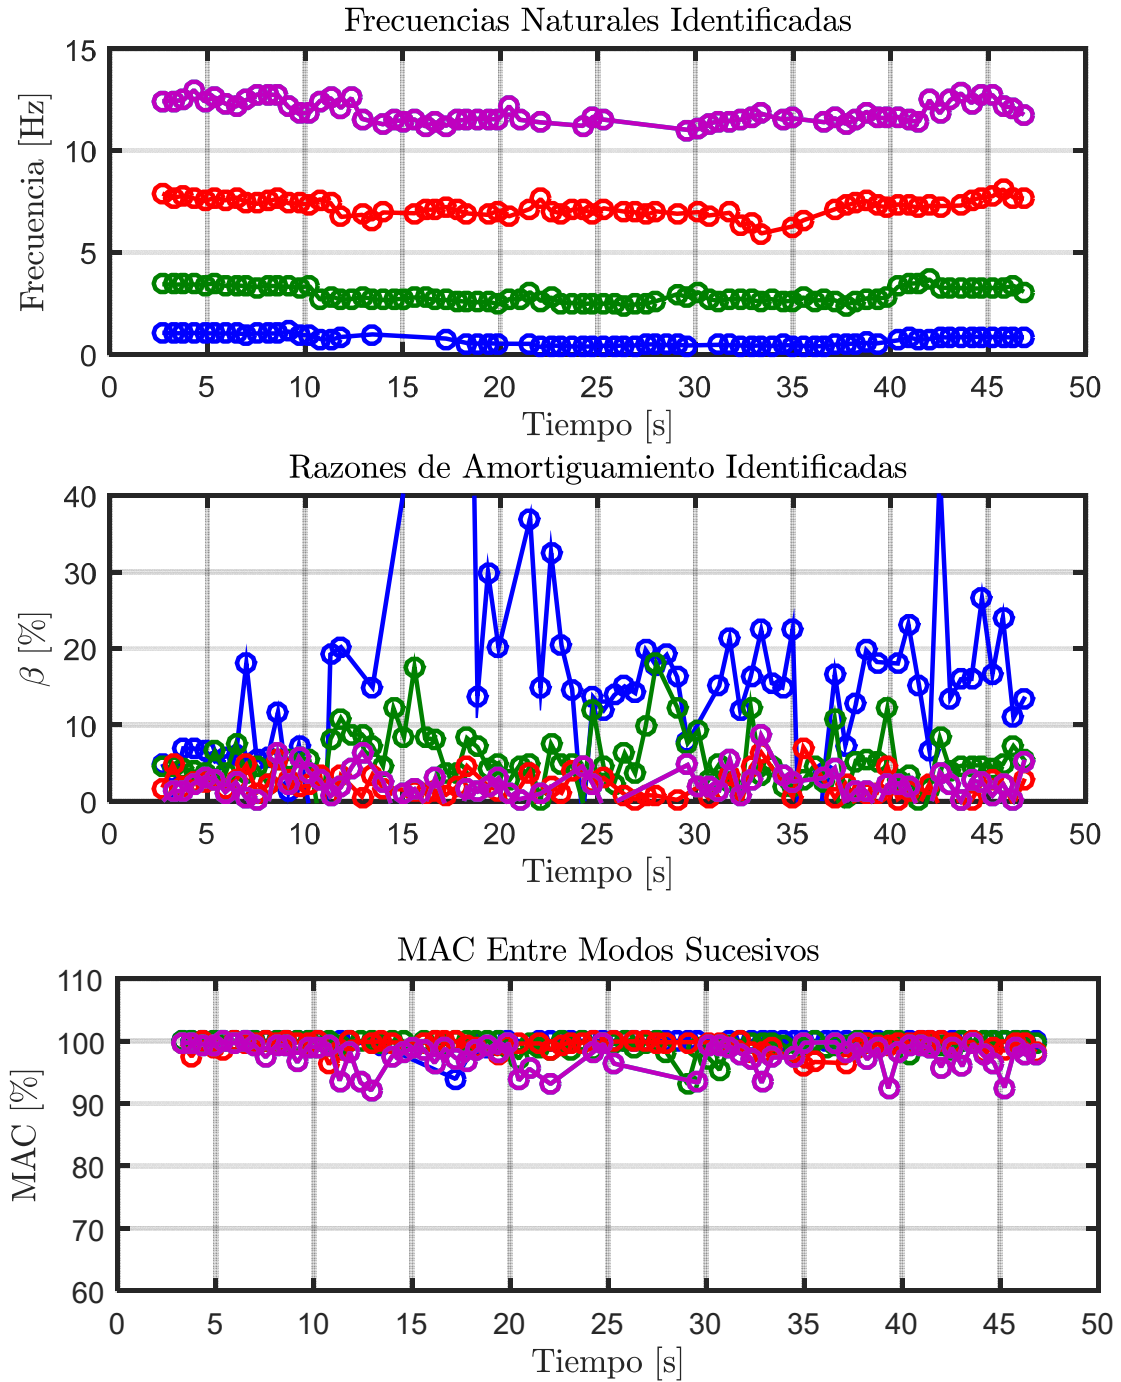 Frecuencias Naturales Identificadas
Frecuencia [Hz]
15
10
5
0
0 5 10 15 20 25 30 35 40 45 50
Tiempo [s]
Razones de Amortiguamiento Identificadas
β [%]
40
30
20
10
0
0 5 10 15 20 25 30 35 40 45 50
Tiempo [s]
MAC Entre Modos Sucesivos
MAC [%]
110
100
90
80
70
60
0 5 10 15 20 25 30 35 40 45 50
Tiempo [s]